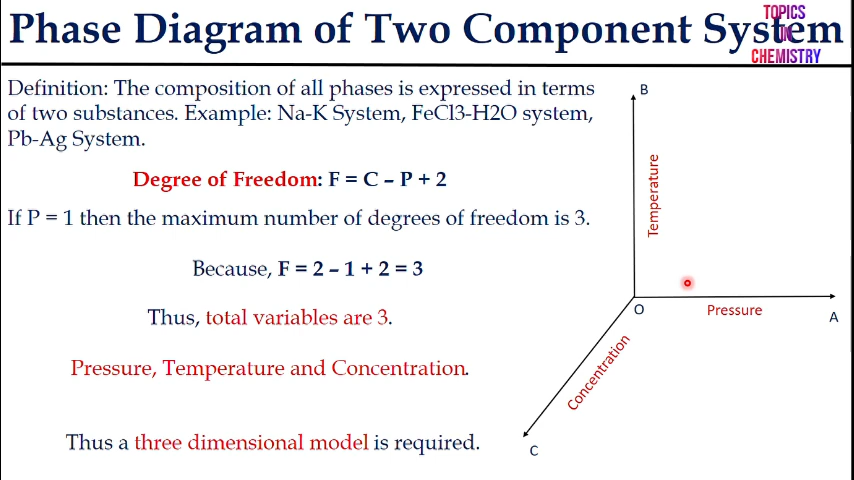 Phase Diagram of Two Component System
TOPICS
IN
CHEMISTRY
Definition: The composition of all phases is expressed in terms
of two substances. Example: Na-K System, FeCl3-H2O system,
Pb-Ag System.
Degree of Freedom: F = C – P + 2
If P = 1 then the maximum number of degrees of freedom is 3.
Because, F = 2 – 1 + 2 = 3
Thus, total variables are 3.
Pressure, Temperature and Concentration.
Thus a three dimensional model is required.
B
Temperature
O
Pressure
A
Concentration
C